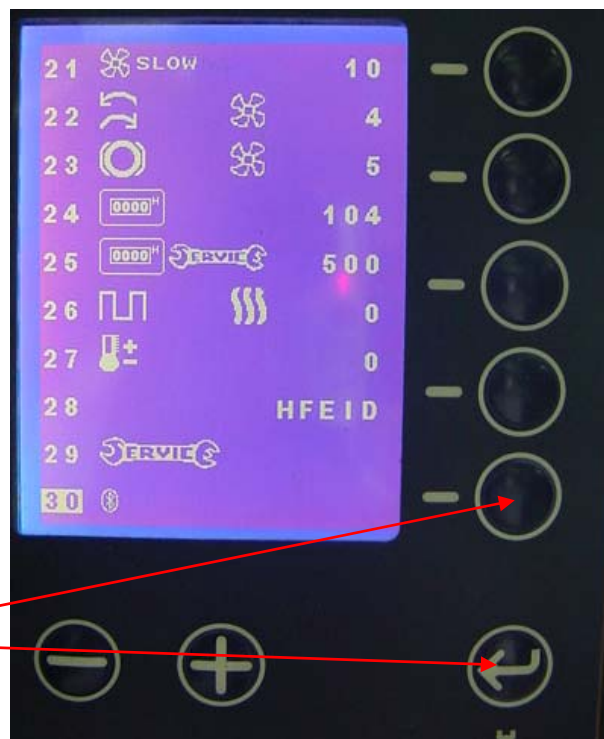 21 SLOW 10
22 4
23 5
24 0000H 104
25 0000H SERVICE 500
26 0
27 0
28 HFEID
29 SERVICE
30